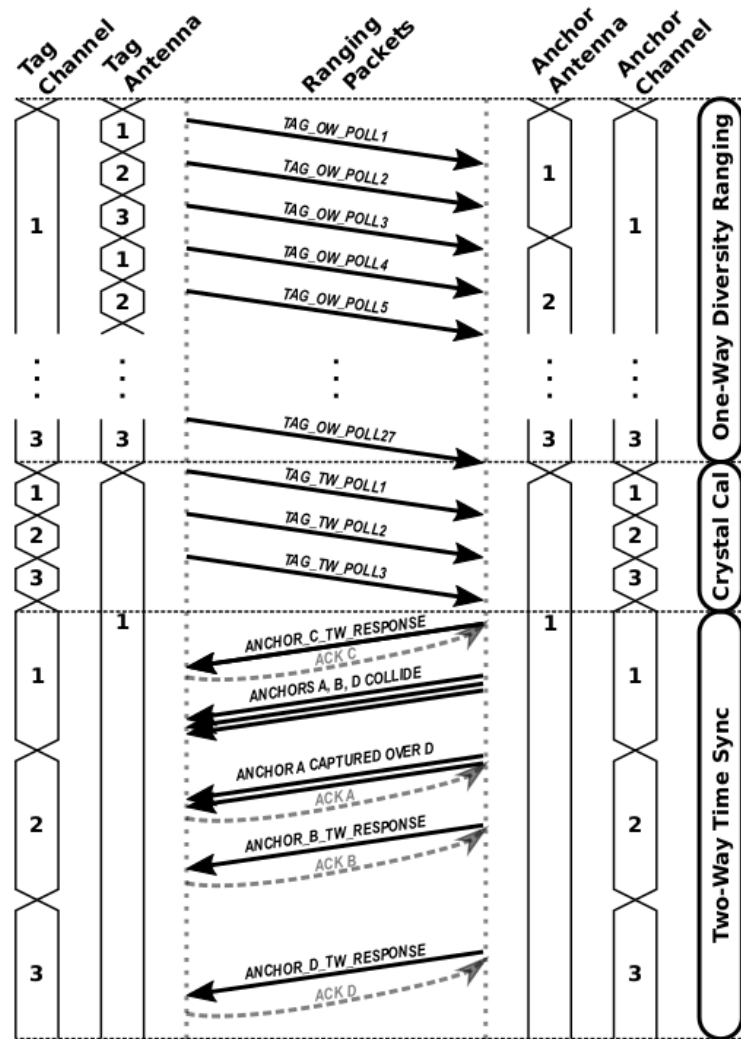 Tag
Channel
Tag
Antenna
Ranging
Packets
Anchor
Antenna
Anchor
Channel
1
1
2
3
1
2
TAG_OW_POLL1
TAG_OW_POLL2
TAG_OW_POLL3
TAG_OW_POLL4
TAG_OW_POLL5
1
2
1
One-Way Diversity Ranging
3
3
TAG_OW_POLL27
3
3
1
2
3
TAG_TW_POLL1
TAG_TW_POLL2
TAG_TW_POLL3
1
2
3
Crystal Cal
1
1
1
ANCHOR_C_TW_RESPONSE
ACK C
ANCHORS A, B, D COLLIDE
1
ANCHOR A CAPTURED OVER D
ACK A
2
ANCHOR_B_TW_RESPONSE
ACK B
2
ANCHOR_D_TW_RESPONSE
3
ACK D
3
Two-Way Time Sync